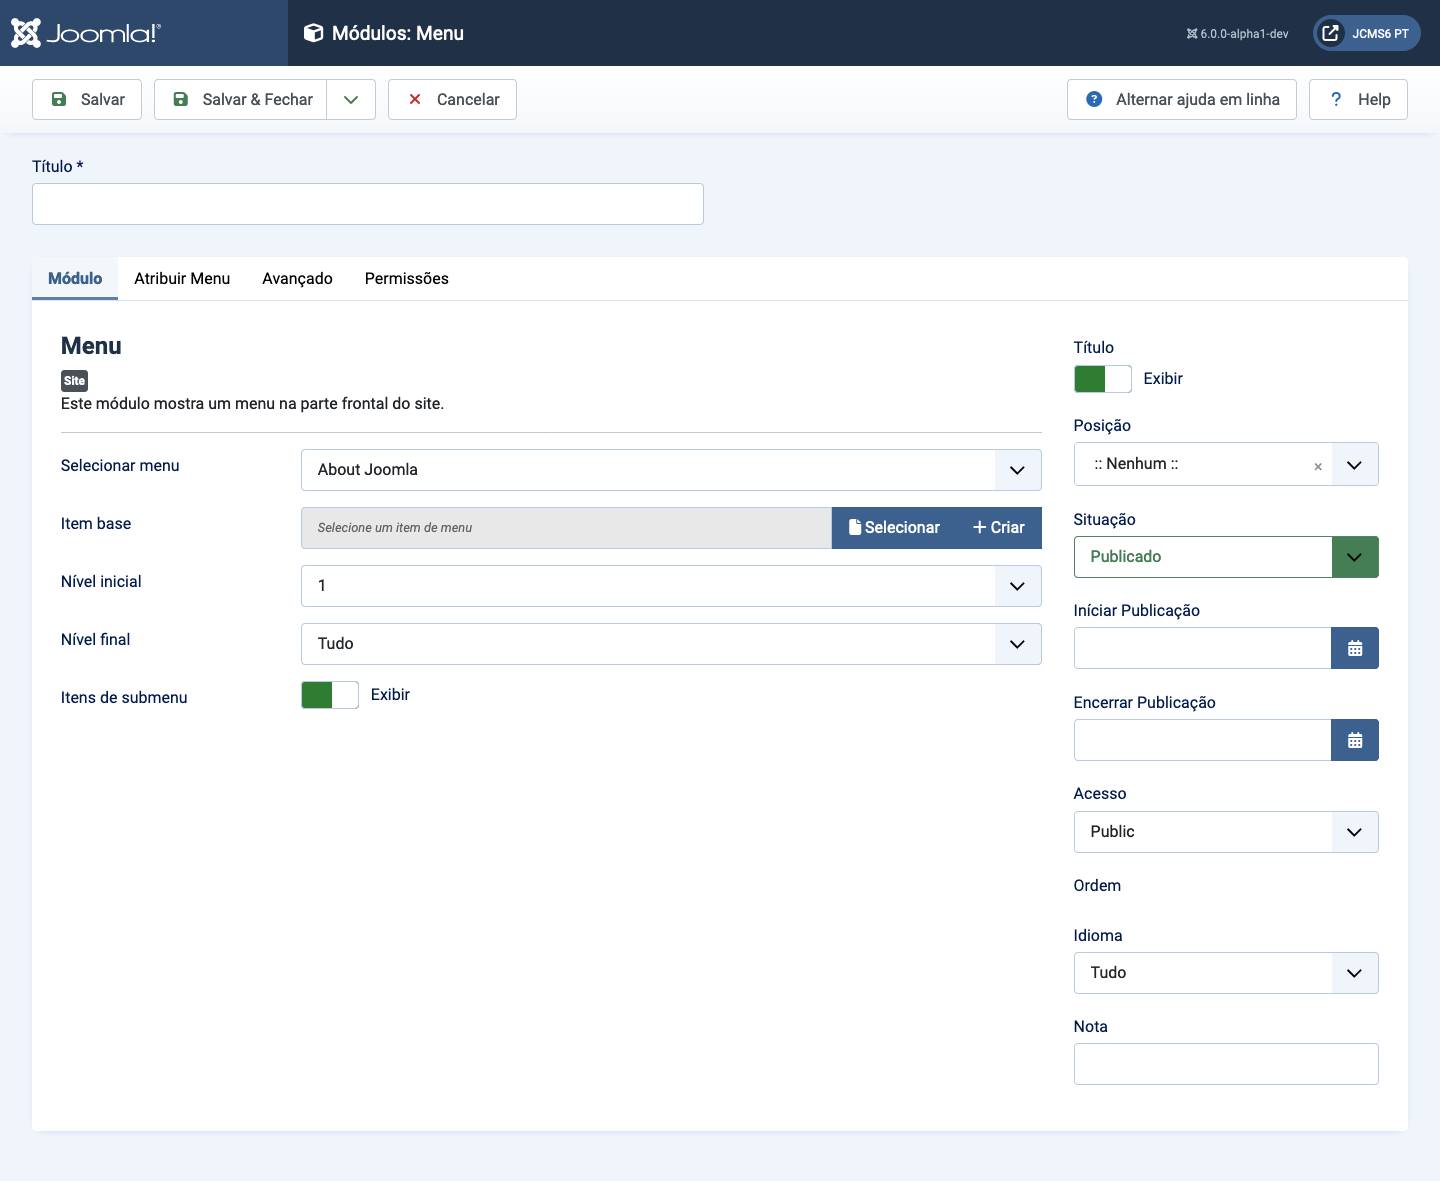 Joomla!®
Módulos: Menu
6.0.0-alpha1-dev
JCMS6 PT
Salvar
Salvar & Fechar
Cancelar
Alternar ajuda em linha
? Help
Título *
Módulo
Atribuir Menu
Avançado
Permissões
Menu
Site
Este módulo mostra um menu na parte frontal do site.
Selecionar menu
About Joomla
Item base
Selecione um item de menu
Selecionar
+ Criar
Nível inicial
1
Nível final
Tudo
Itens de submenu
Exibir
Título
Exibir
Posição
:: Nenhum ::
×
Situação
Publicado
Iníciar Publicação
Encerrar Publicação
Acesso
Public
Ordem
Idioma
Tudo
Nota